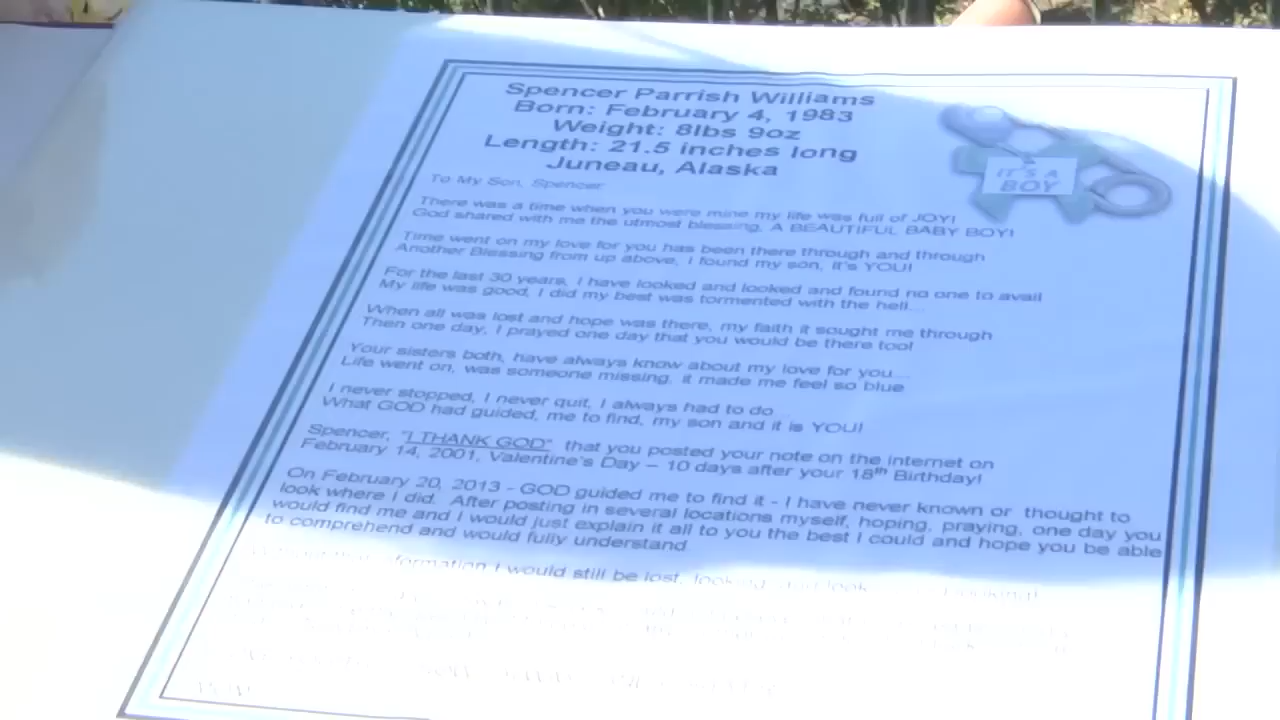 Spencer Parrish Williams
Born: February 4, 1983
Weight: 8lbs 9oz
Length: 21.5 inches long
Juneau, Alaska
IT'S A
BOY
To My Son, Spencer
There was a time when you were mine my life was full of JOY!
God shared with me the utmost blessing, A BEAUTIFUL BABY BOY!
Time went on my love for you has been there through and through
Another Blessing from up above, I found my son, it's YOU!
For the last 30 years, I have looked and looked and found no one to avail
My life was good, I did my best was tormented with the hell...
When all was lost and hope was there, my faith it sought me through
Then one day, I prayed one day that you would be there too!
Your sisters both, have always know about my love for you...
Life went on, was someone missing, it made me feel so blue
I never stopped, I never quit, I always had to do
What GOD had guided, me to find, my son and it is YOU!
Spencer, "I THANK GOD" that you posted your note on the internet on
February 14, 2001, Valentine's Day – 10 days after your 18th Birthday!
On February 20, 2013 - GOD guided me to find it - I have never known or thought to
look where I did. After posting in several locations myself, hoping, praying, one day you
would find me and I would just explain it all to you the best I could and hope you be able
to comprehend and would fully understand
I would still be lost, looking